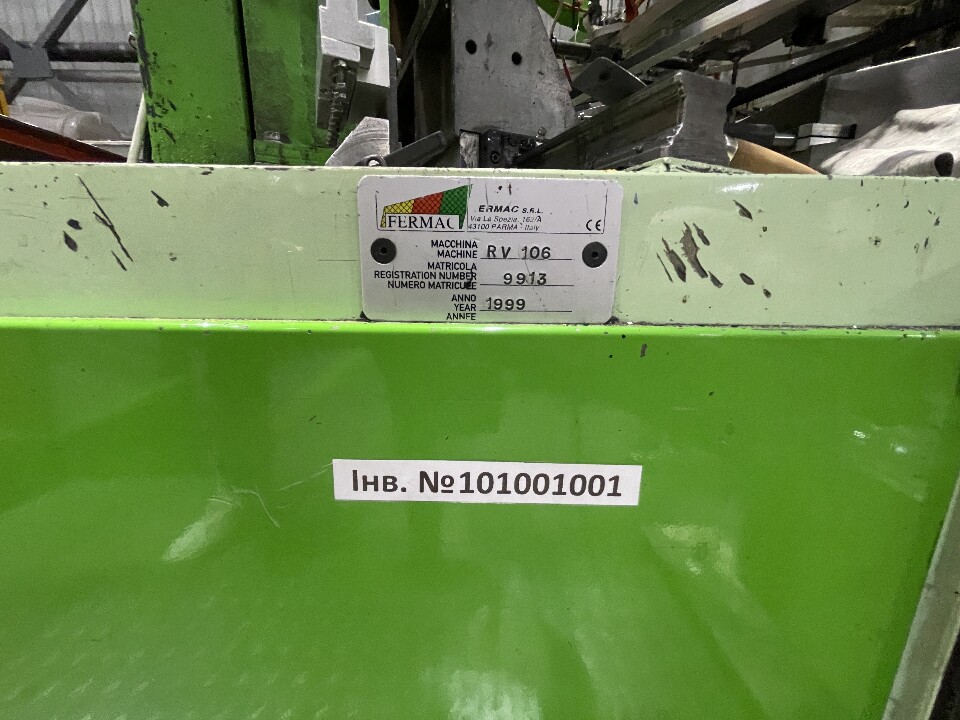 FERMAC
ERMAC S.R.L.
Via La Spezia, 162/A
43100 PARMA - Italy
CE
MACCHINA
MACHINE RV 106
MATRICOLA
REGISTRATION NUMBER 9913
NUMERO MATRICULE
ANNO
YEAR 1999
ANNEE
Інв. №101001001